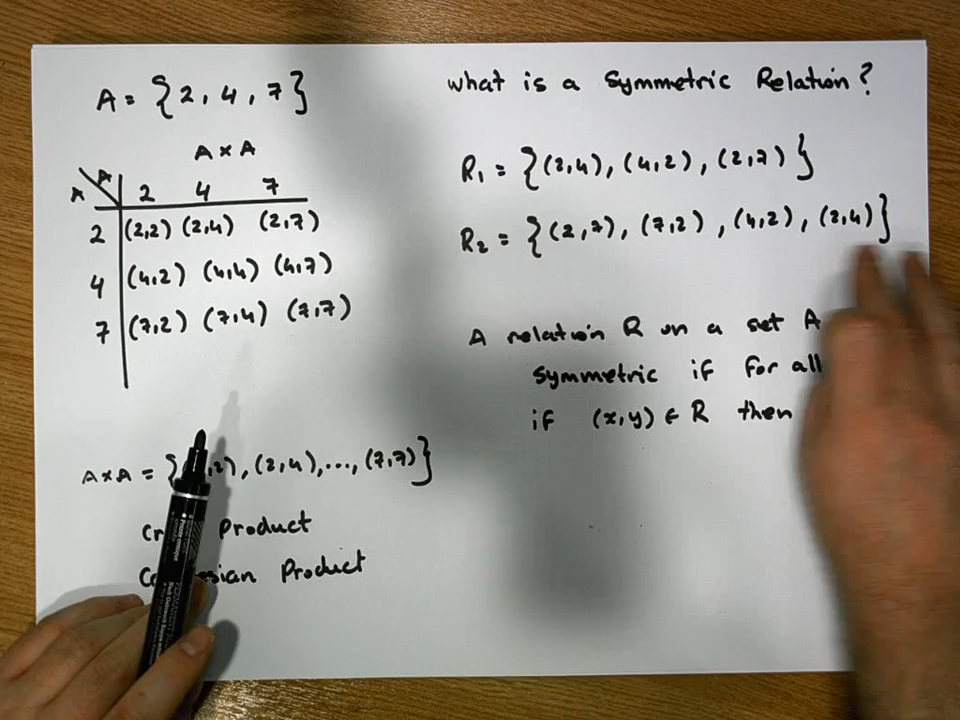 A = {2, 4, 7}
A x A
A A
2 4 7
2 (2,2) (2,4) (2,7)
4 (4,2) (4,4) (4,7)
7 (7,2) (7,4) (7,7)
A x A = { ,2), (2,4), ..., (7,7)}
Product
Product
What is a Symmetric Relation?
R₁ = {(2,4), (4,2), (2,7)}
R₂ = {(2,7), (7,2), (4,2), (2,4)}
A relation R on a set A
Symmetric if for all
if (x,y) ∈ R then